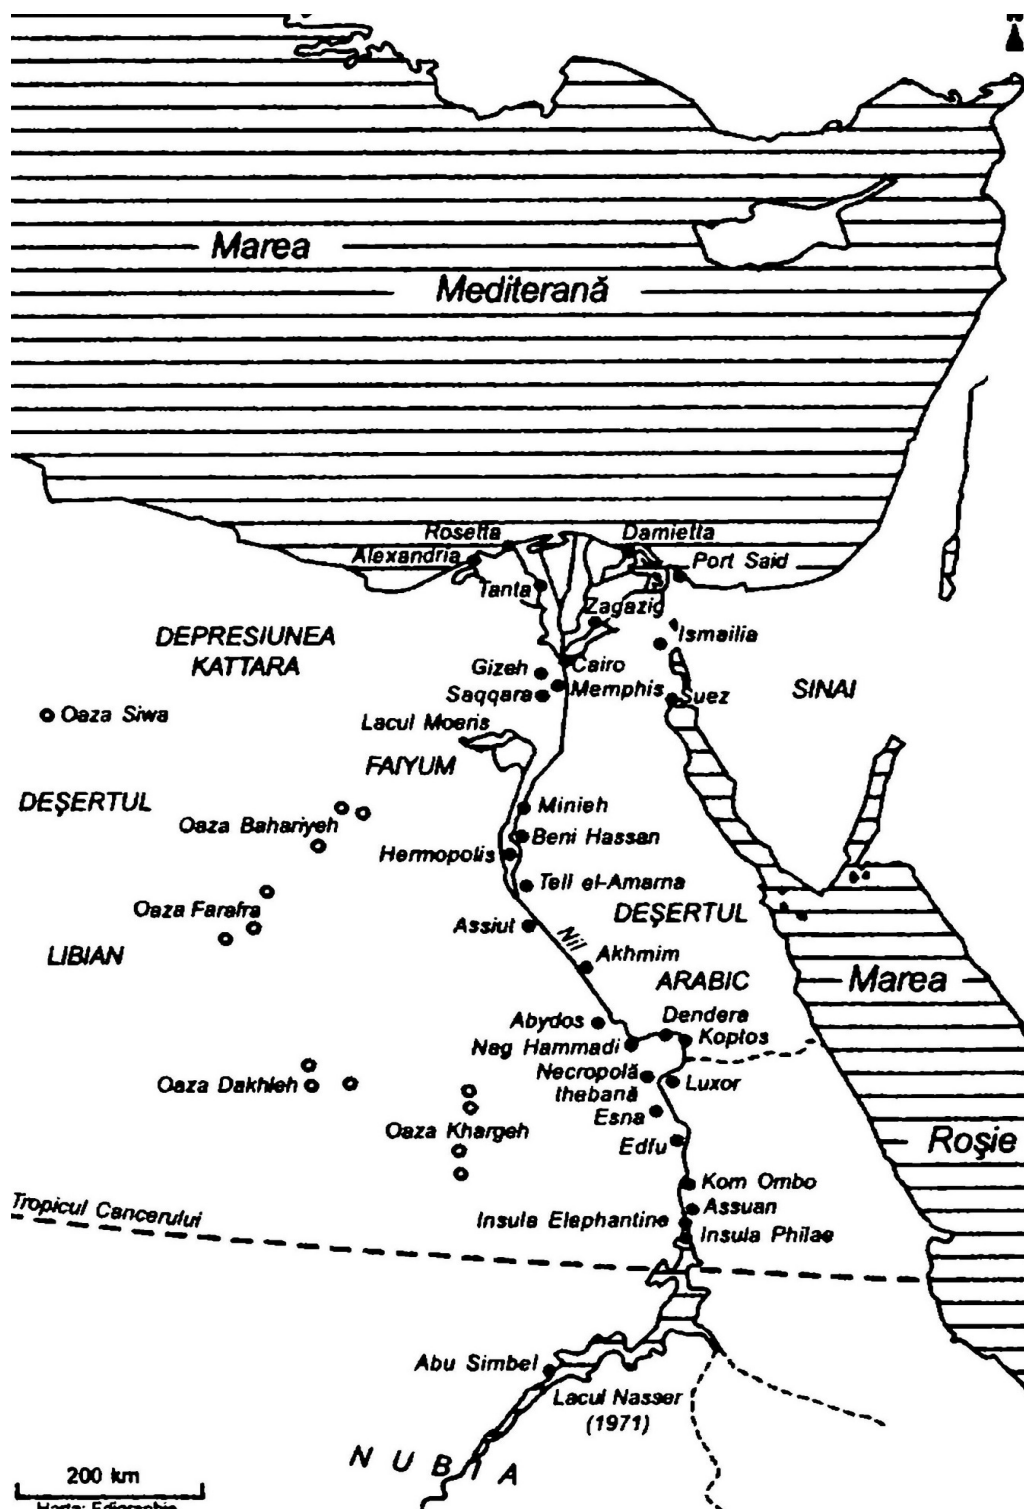 Marea
Mediterană
Rosetta
Damietta
Alexandria
Port Said
Tanta
Zagazig
Ismailia
DEPRESIUNEA
KATTARA
Gizeh
Cairo
Saqqara
Memphis
Suez
SINAI
Oaza Siwa
Lacul Moeris
FAIYUM
DEŞERTUL
Minieh
Oaza Bahariyeh
Beni Hassan
Hermopolis
Tell el-Amarna
Oaza Farafra
DEŞERTUL
Assiut
Nil
LIBIAN
Akhmim
ARABIC
Marea
Abydos
Dendera
Nag Hammadi
Koptos
Necropolă
thebană
Luxor
Oaza Dakhleh
Esna
Oaza Khargeh
Edfu
Roşie
Kom Ombo
Tropicul Cancerului
Assuan
Insula Elephantine
Insula Philae
Abu Simbel
Lacul Nasser
(1971)
NUBIA
200 km